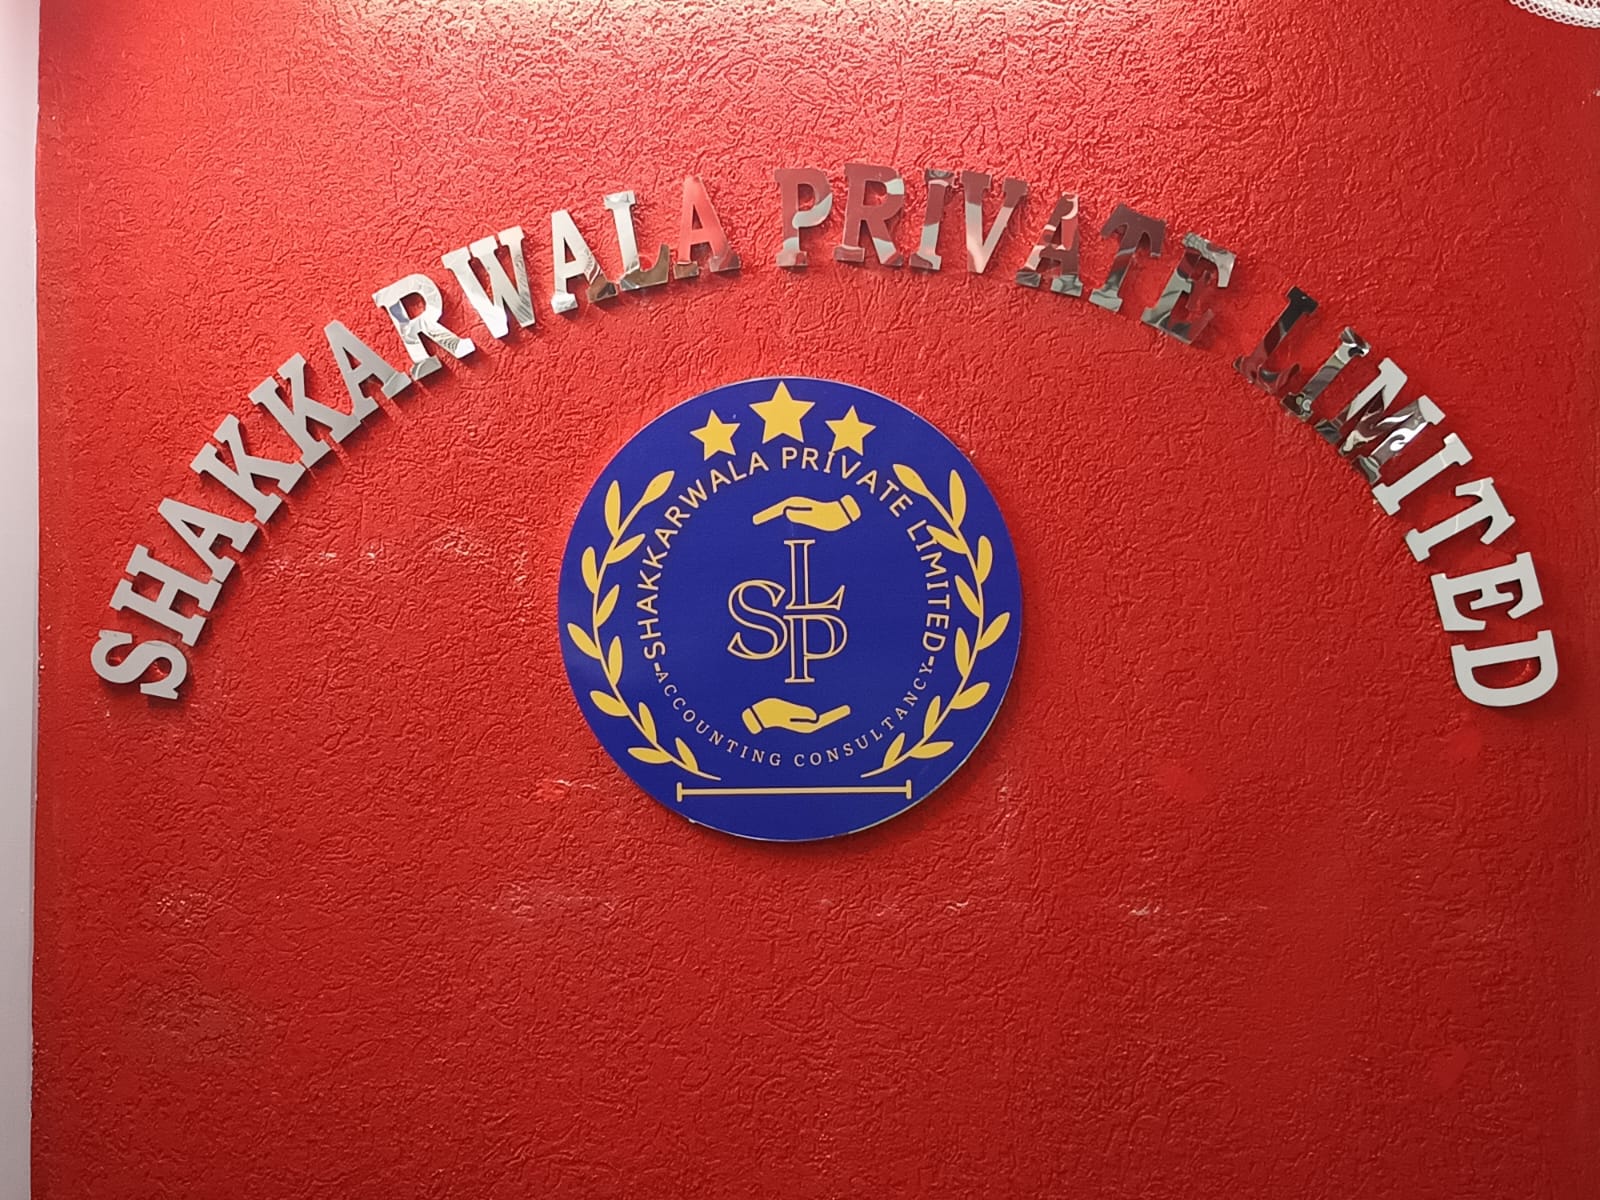 SHAKKARWALA PRIVATE LIMITED
-SHAKKARWALA PRIVATE LIMITED-
SLP
ACCOUNTING CONSULTANCY